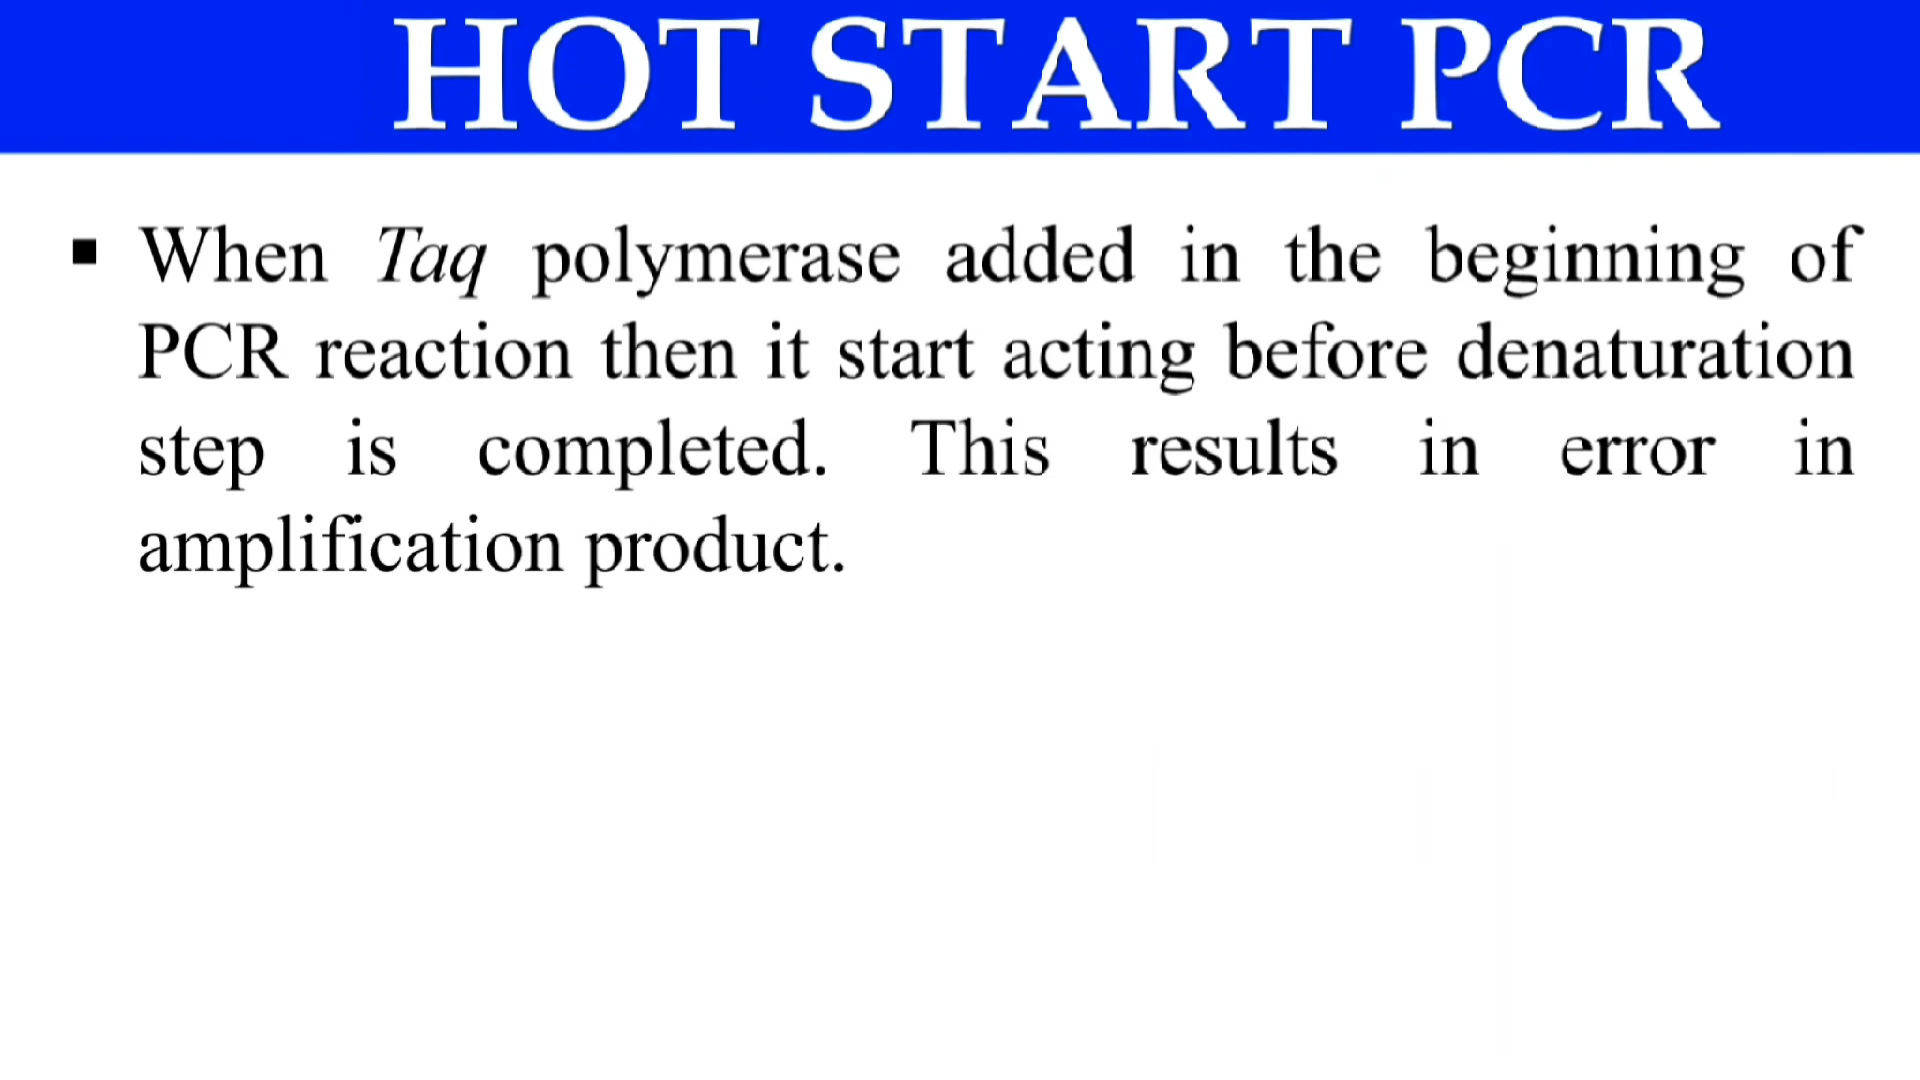 HOT START PCR
▪ When Taq polymerase added in the beginning of
PCR reaction then it start acting before denaturation
step is completed. This results in error in
amplification product.